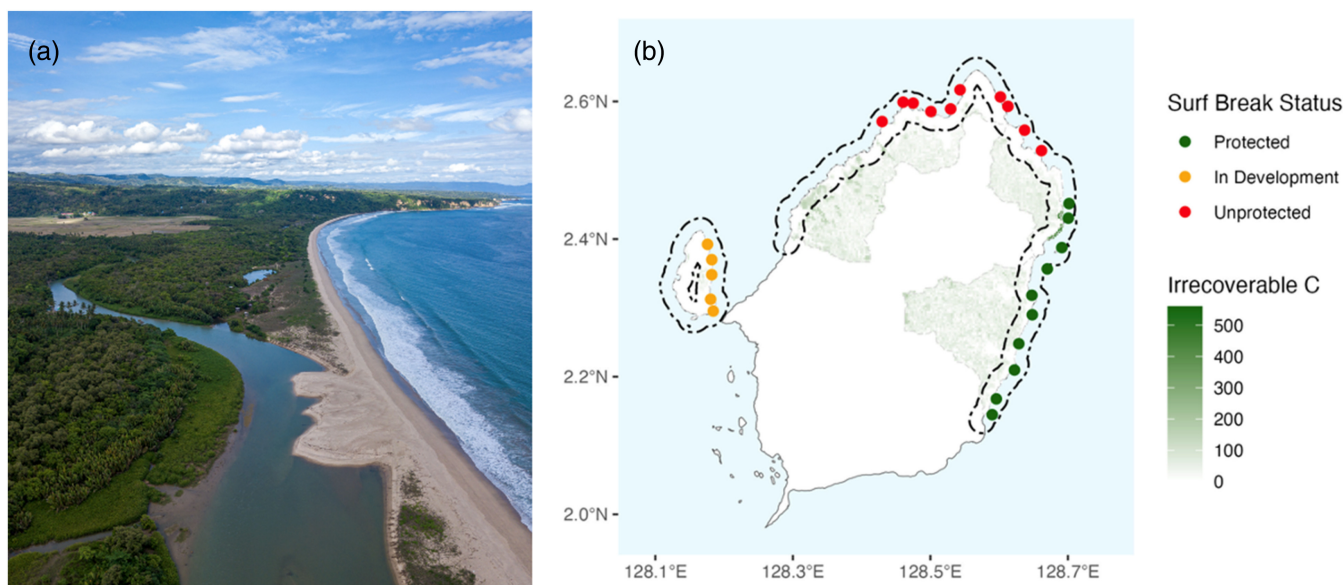 (a)
(b)
2.6°N
2.4°N
2.2°N
2.0°N
128.1°E 128.3°E 128.5°E 128.7°E
Surf Break Status
Protected
In Development
Unprotected
Irrecoverable C
500
400
300
200
100
0